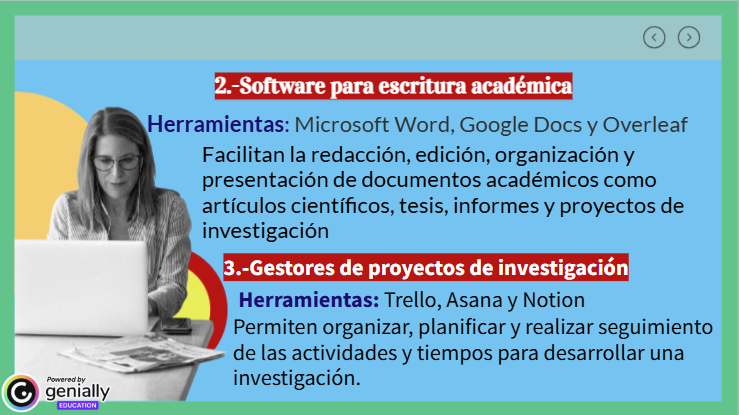 2.-Software para escritura académica
Herramientas: Microsoft Word, Google Docs y Overleaf
Facilitan la redacción, edición, organización y
presentación de documentos académicos como
artículos científicos, tesis, informes y proyectos de
investigación
3.-Gestores de proyectos de investigación
Herramientas: Trello, Asana y Notion
Permiten organizar, planificar y realizar seguimiento
de las actividades y tiempos para desarrollar una
investigación.
Powered by
genially
EDUCATION